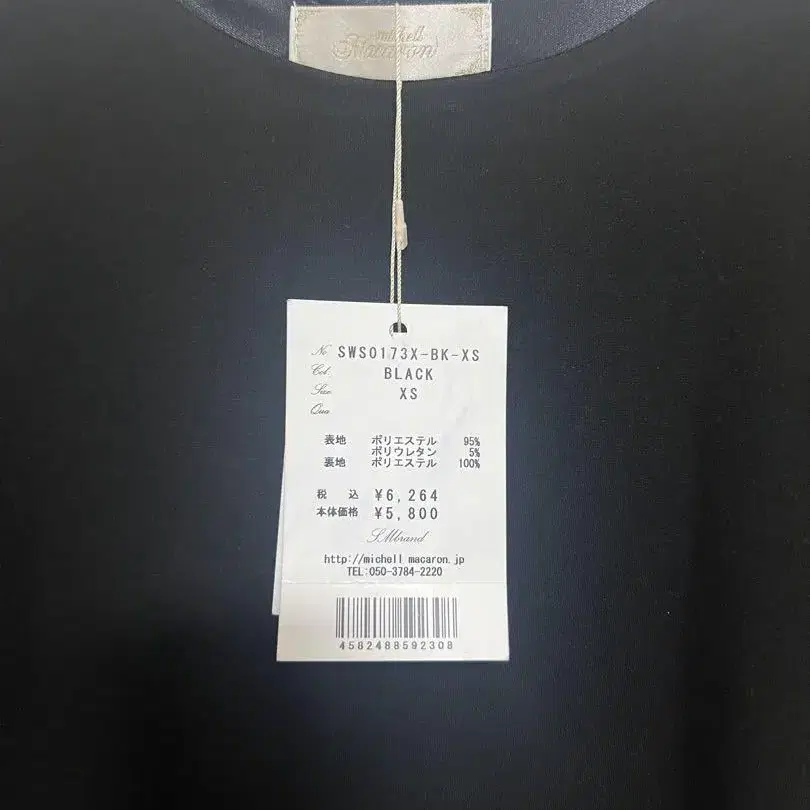 michell
Macaroni
No SWS0173X-BK-XS
Col. BLACK
Size XS
Qua
表地 ポリエステル 95%
ポリウレタン 5%
裏地 ポリエステル 100%
税 込 ¥6,264
本体価格 ¥5,800
SMbrand
http://michell macaron.jp
TEL:050-3784-2220
4582488592308